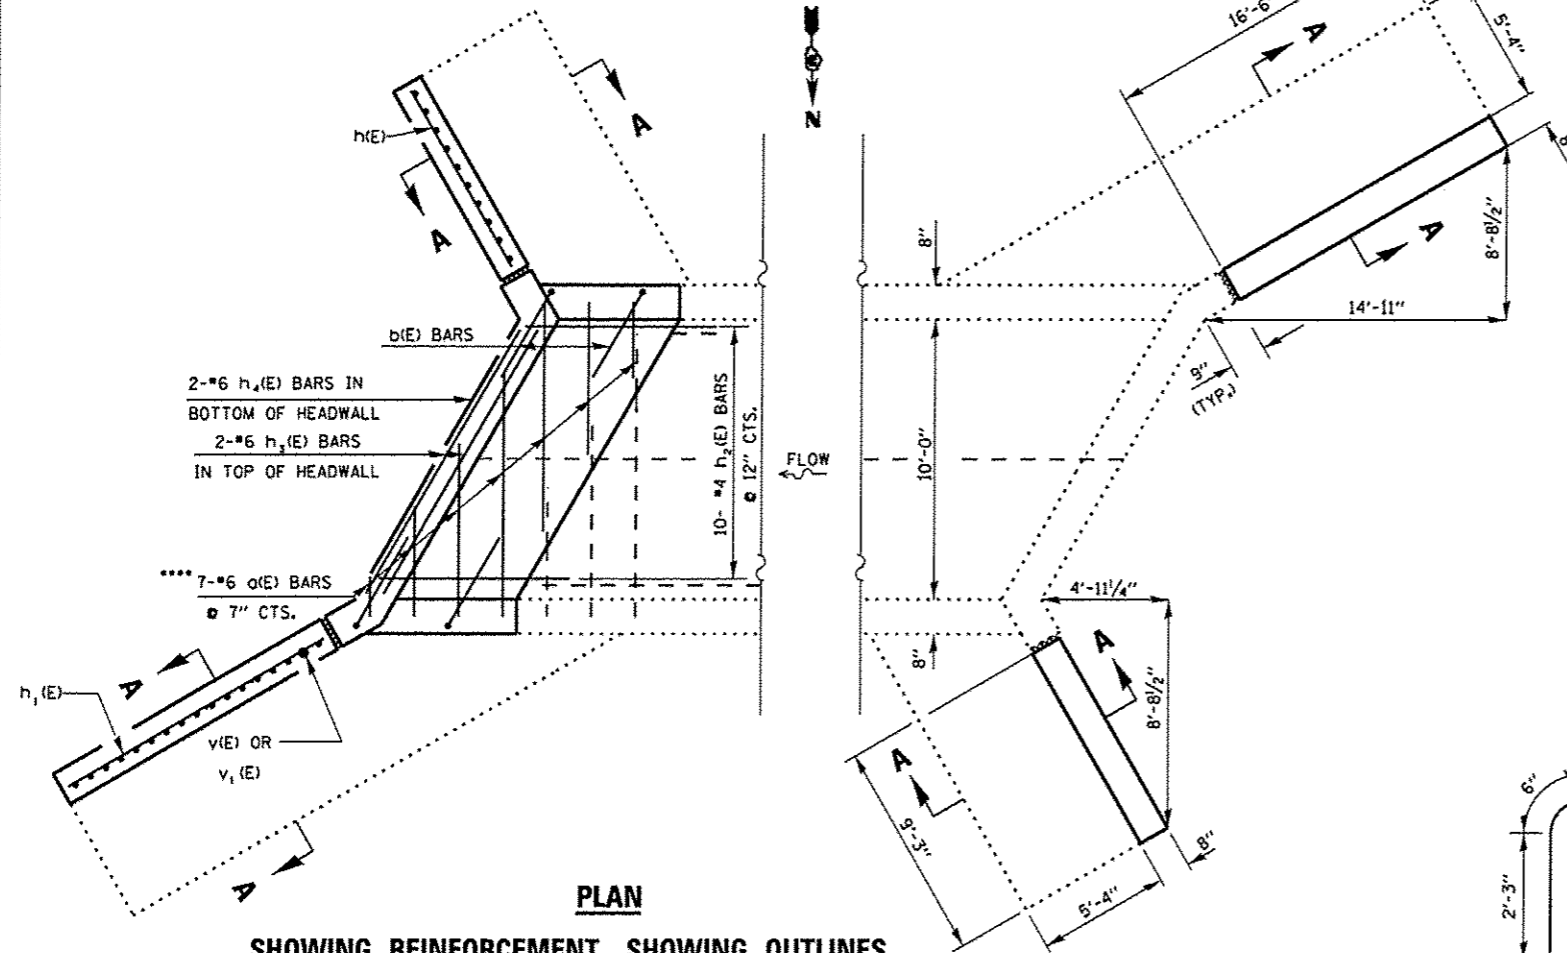 16'-6
5'-4"
A
N
A
h(E)
A
A
8"
8'-8½"
14'-11"
b(E) BARS
2-#6 h₄(E) BARS IN
BOTTOM OF HEADWALL
2-#6 h₃(E) BARS
IN TOP OF HEADWALL
10- #4 h₂(E) BARS
@ 12" CTS.
FLOW
10'-0"
9"
(TYP.)
**** 7-#6 a(E) BARS
@ 7" CTS.
4'-11¼"
8"
A
8'-8½"
A
h₁(E)
v(E) OR
v₁(E)
A
A
9'-3"
8"
5'-4"
6"
2'-3"
PLAN
SHOWING REINFORCEMENT SHOWING OUTLINES